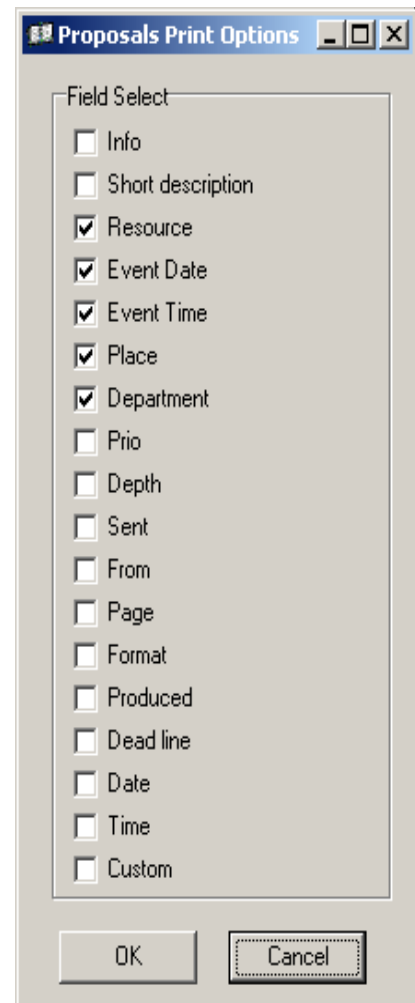 Proposals Print Options
Field Select
Info
Short description
Resource
Event Date
Event Time
Place
Department
Prio
Depth
Sent
From
Page
Format
Produced
Dead line
Date
Time
Custom
OK Cancel